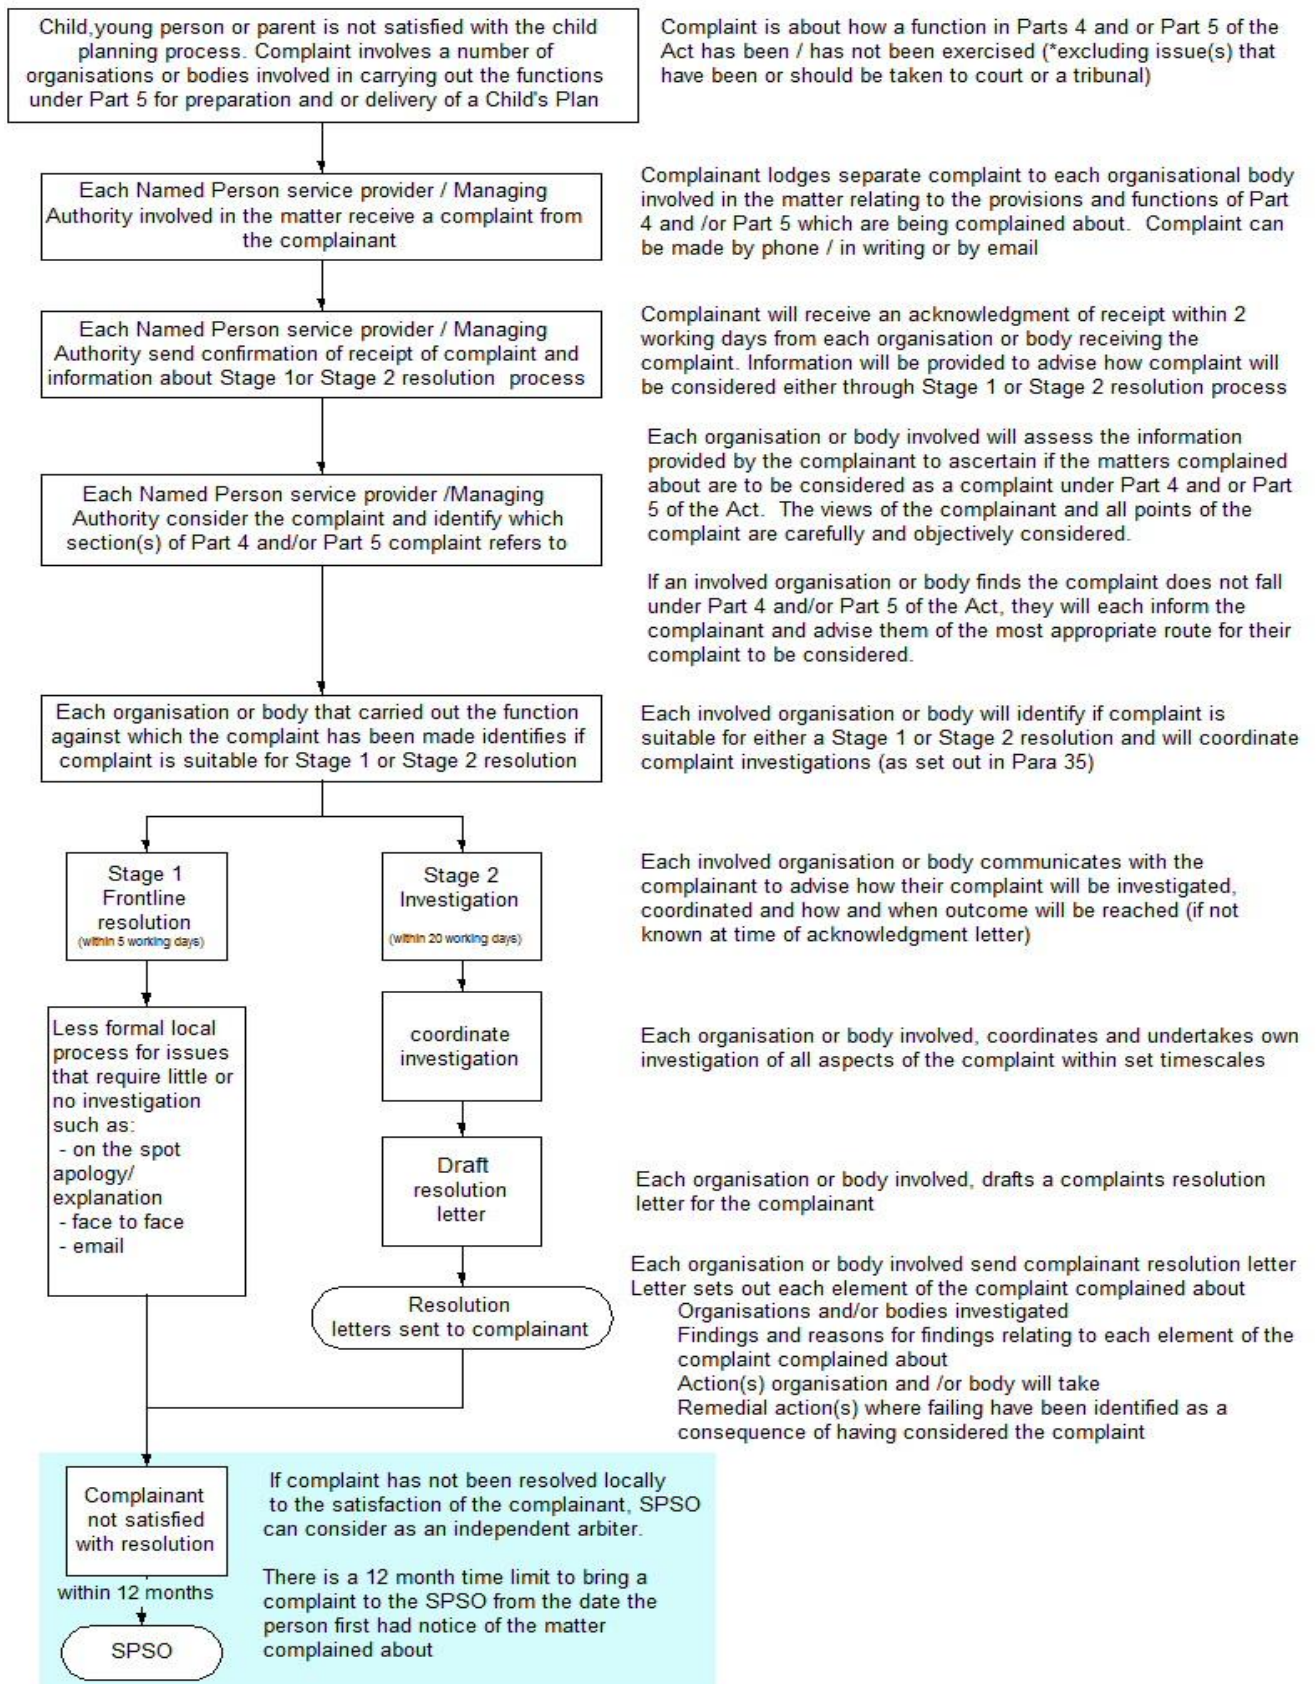 Child,young person or parent is not satisfied with the child
planning process. Complaint involves a number of
organisations or bodies involved in carrying out the functions
under Part 5 for preparation and or delivery of a Child's Plan
Complaint is about how a function in Parts 4 and or Part 5 of the
Act has been / has not been exercised (*excluding issue(s) that
have been or should be taken to court or a tribunal)
Each Named Person service provider / Managing
Authority involved in the matter receive a complaint from
the complainant
Complainant lodges separate complaint to each organisational body
involved in the matter relating to the provisions and functions of Part
4 and /or Part 5 which are being complained about. Complaint can
be made by phone / in writing or by email
Each Named Person service provider / Managing
Authority send confirmation of receipt of complaint and
information about Stage 1or Stage 2 resolution process
Complainant will receive an acknowledgment of receipt within 2
working days from each organisation or body receiving the
complaint. Information will be provided to advise how complaint will
be considered either through Stage 1 or Stage 2 resolution process
Each Named Person service provider /Managing
Authority consider the complaint and identify which
section(s) of Part 4 and/or Part 5 complaint refers to
Each organisation or body involved will assess the information
provided by the complainant to ascertain if the matters complained
about are to be considered as a complaint under Part 4 and or Part
5 of the Act. The views of the complainant and all points of the
complaint are carefully and objectively considered.
If an involved organisation or body finds the complaint does not fall
under Part 4 and/or Part 5 of the Act, they will each inform the
complainant and advise them of the most appropriate route for their
complaint to be considered.
Each organisation or body that carried out the function
against which the complaint has been made identifies if
complaint is suitable for Stage 1 or Stage 2 resolution
Each involved organisation or body will identify if complaint is
suitable for either a Stage 1 or Stage 2 resolution and will coordinate
complaint investigations (as set out in Para 35)
Stage 1
Frontline
resolution
(within 5 working days)
Stage 2
Investigation
(within 20 working days)
Each involved organisation or body communicates with the
complainant to advise how their complaint will be investigated,
coordinated and how and when outcome will be reached (if not
known at time of acknowledgment letter)
Less formal local
process for issues
that require little or
no investigation
such as:
- on the spot
apology/
explanation
- face to face
- email
coordinate
investigation
Each organisation or body involved, coordinates and undertakes own
investigation of all aspects of the complaint within set timescales
Draft
resolution
letter
Each organisation or body involved, drafts a complaints resolution
letter for the complainant
Resolution
letters sent to complainant
Each organisation or body involved send complainant resolution letter
Letter sets out each element of the complaint complained about
Organisations and/or bodies investigated
Findings and reasons for findings relating to each element of the
complaint complained about
Action(s) organisation and /or body will take
Remedial action(s) where failing have been identified as a
consequence of having considered the complaint
Complainant
not satisfied
with resolution
within 12 months
SPSO
If complaint has not been resolved locally
to the satisfaction of the complainant, SPSO
can consider as an independent arbiter.
There is a 12 month time limit to bring a
complaint to the SPSO from the date the
person first had notice of the matter
complained about